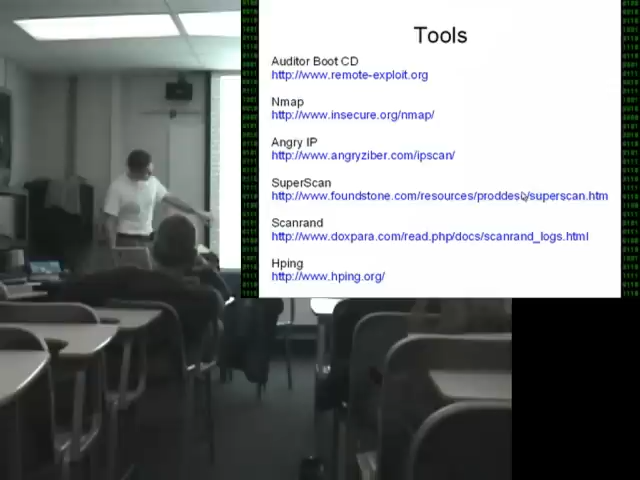 Tools
Auditor Boot CD
http://www.remote-exploit.org
Nmap
http://www.insecure.org/nmap/
Angry IP
http://www.angryziber.com/ipscan/
SuperScan
http://www.foundstone.com/resources/proddesc/superscan.htm
Scanrand
http://www.doxpara.com/read.php/docs/scanrand_logs.html
Hping
http://www.hping.org/